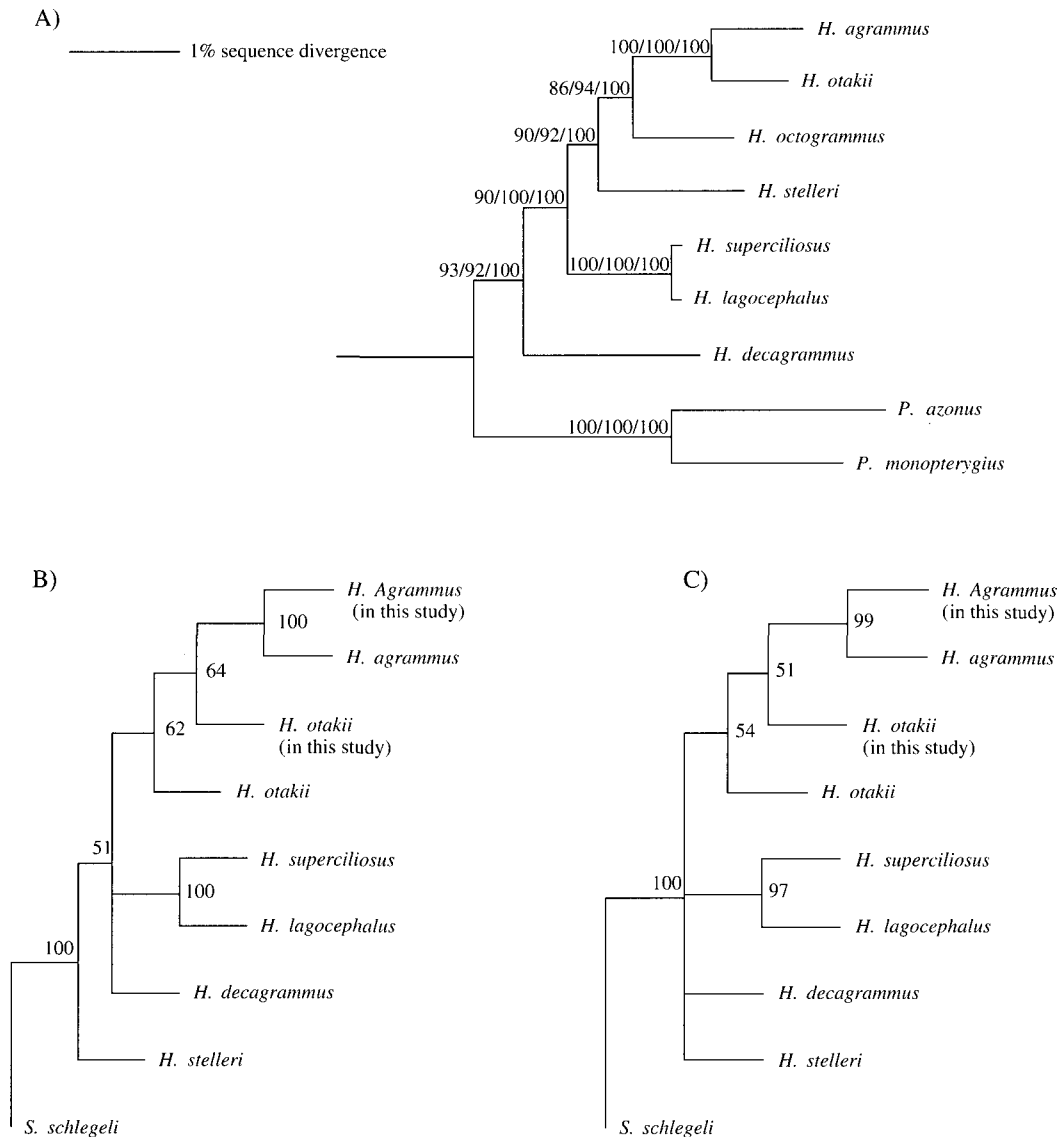 A)
1% sequence divergence
100/100/100
H. agrammus
H. otakii
86/94/100
H. octogrammus
90/92/100
H. stelleri
90/100/100
H. superciliosus
100/100/100
H. lagocephalus
93/92/100
H. decagrammus
P. azonus
100/100/100
P. monopterygius
B)
H. Agrammus
(in this study)
100
H. agrammus
64
H. otakii
(in this study)
62
H. otakii
51
H. superciliosus
100
H. lagocephalus
100
H. decagrammus
H. stelleri
S. schlegeli
C)
H. Agrammus
(in this study)
99
H. agrammus
51
H. otakii
(in this study)
54
H. otakii
H. superciliosus
100
97
H. lagocephalus
H. decagrammus
H. stelleri
S. schlegeli